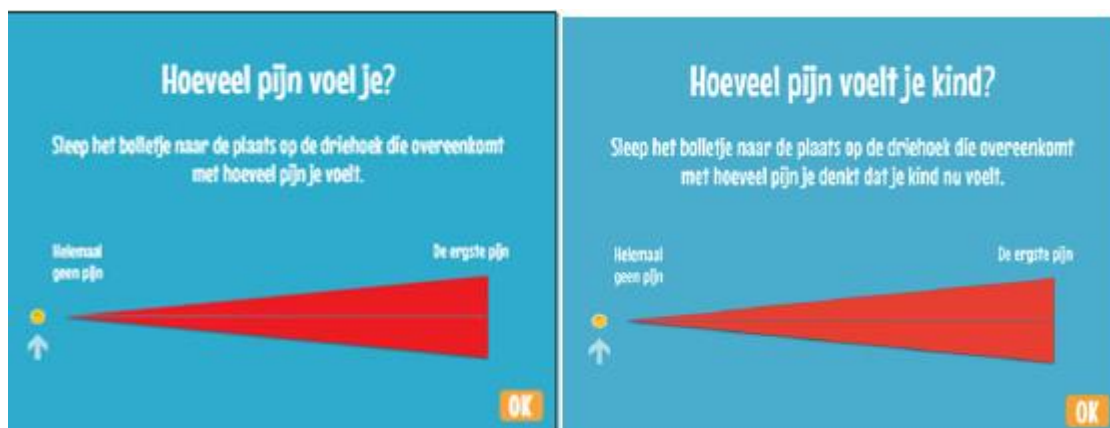 Hoeveel pijn voel je?
Sleep het bolletje naar de plaats op de driehoek die overeenkomt
met hoeveel pijn je voelt.
Helemaal
geen pijn
De ergste pijn
OK
Hoeveel pijn voelt je kind?
Sleep het bolletje naar de plaats op de driehoek die overeenkomt
met hoeveel pijn je denkt dat je kind nu voelt.
Helemaal
geen pijn
De ergste pijn
OK